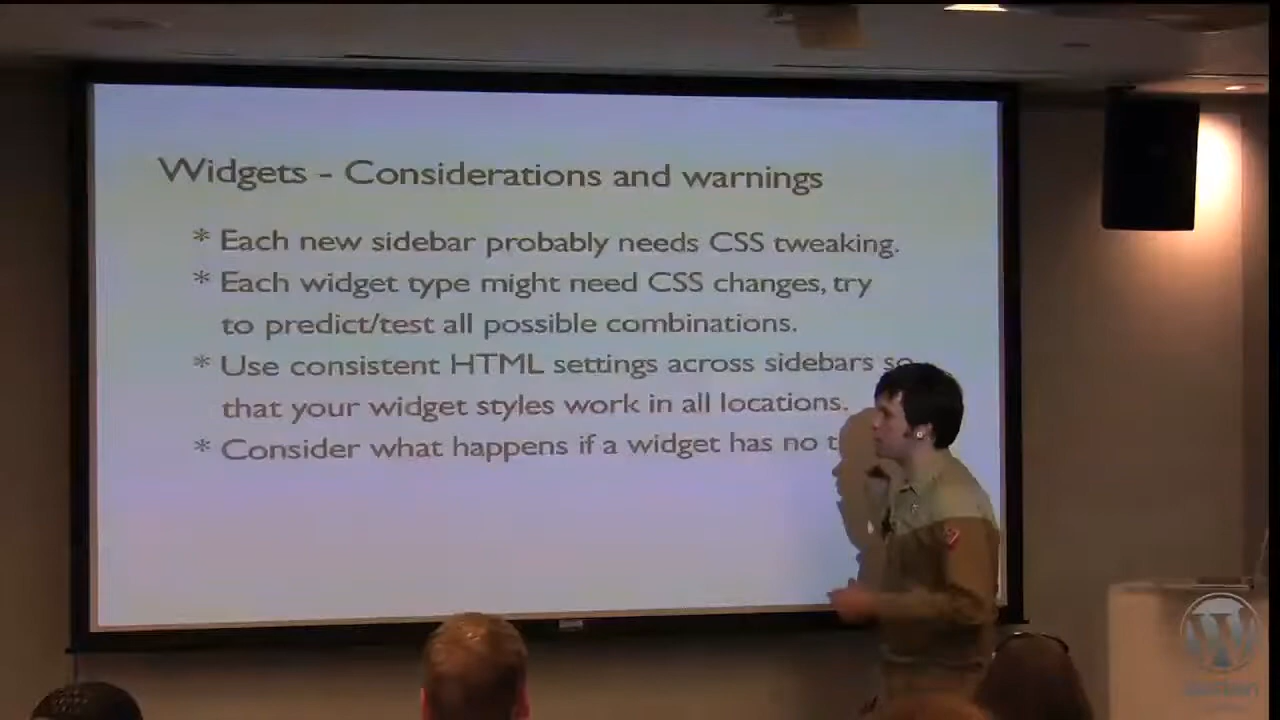 Widgets - Considerations and warnings
* Each new sidebar probably needs CSS tweaking.
* Each widget type might need CSS changes, try
to predict/test all possible combinations.
* Use consistent HTML settings across sidebars so
that your widget styles work in all locations.
* Consider what happens if a widget has no